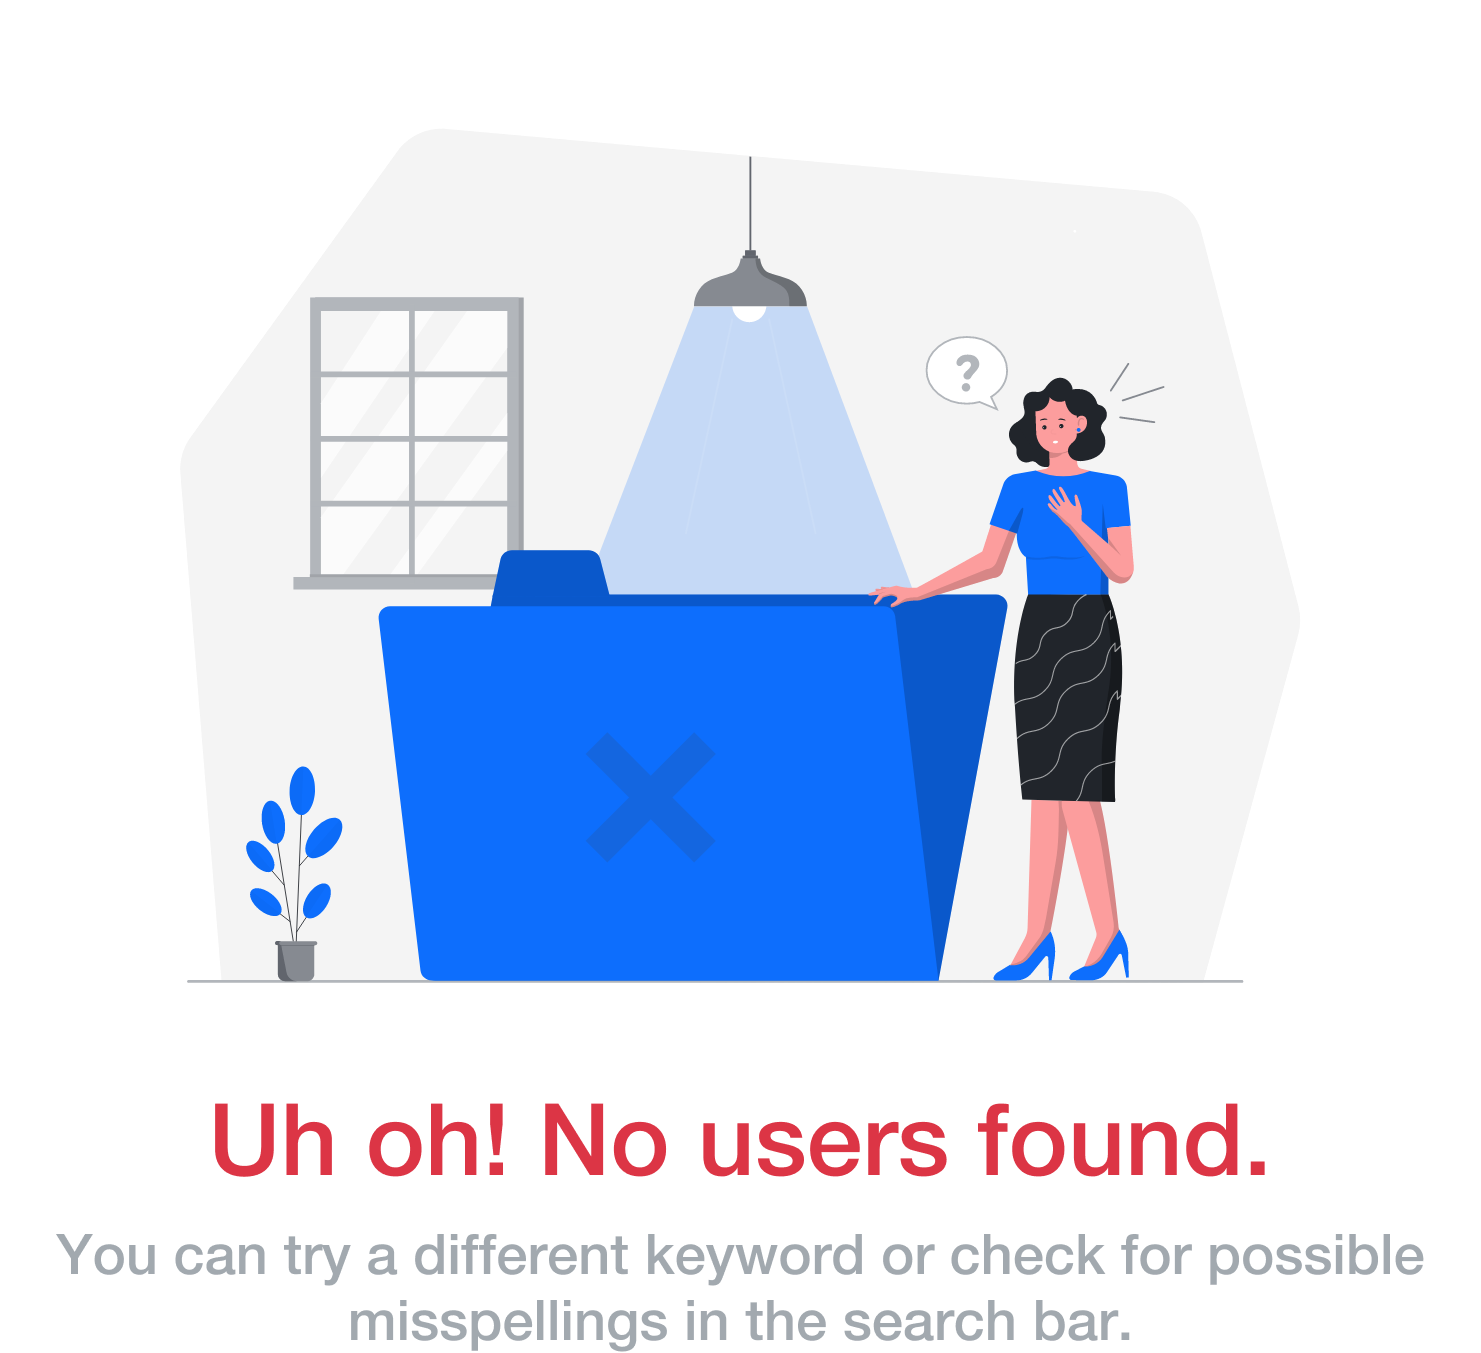 ?
Uh oh! No users found.
You can try a different keyword or check for possible
misspellings in the search bar.